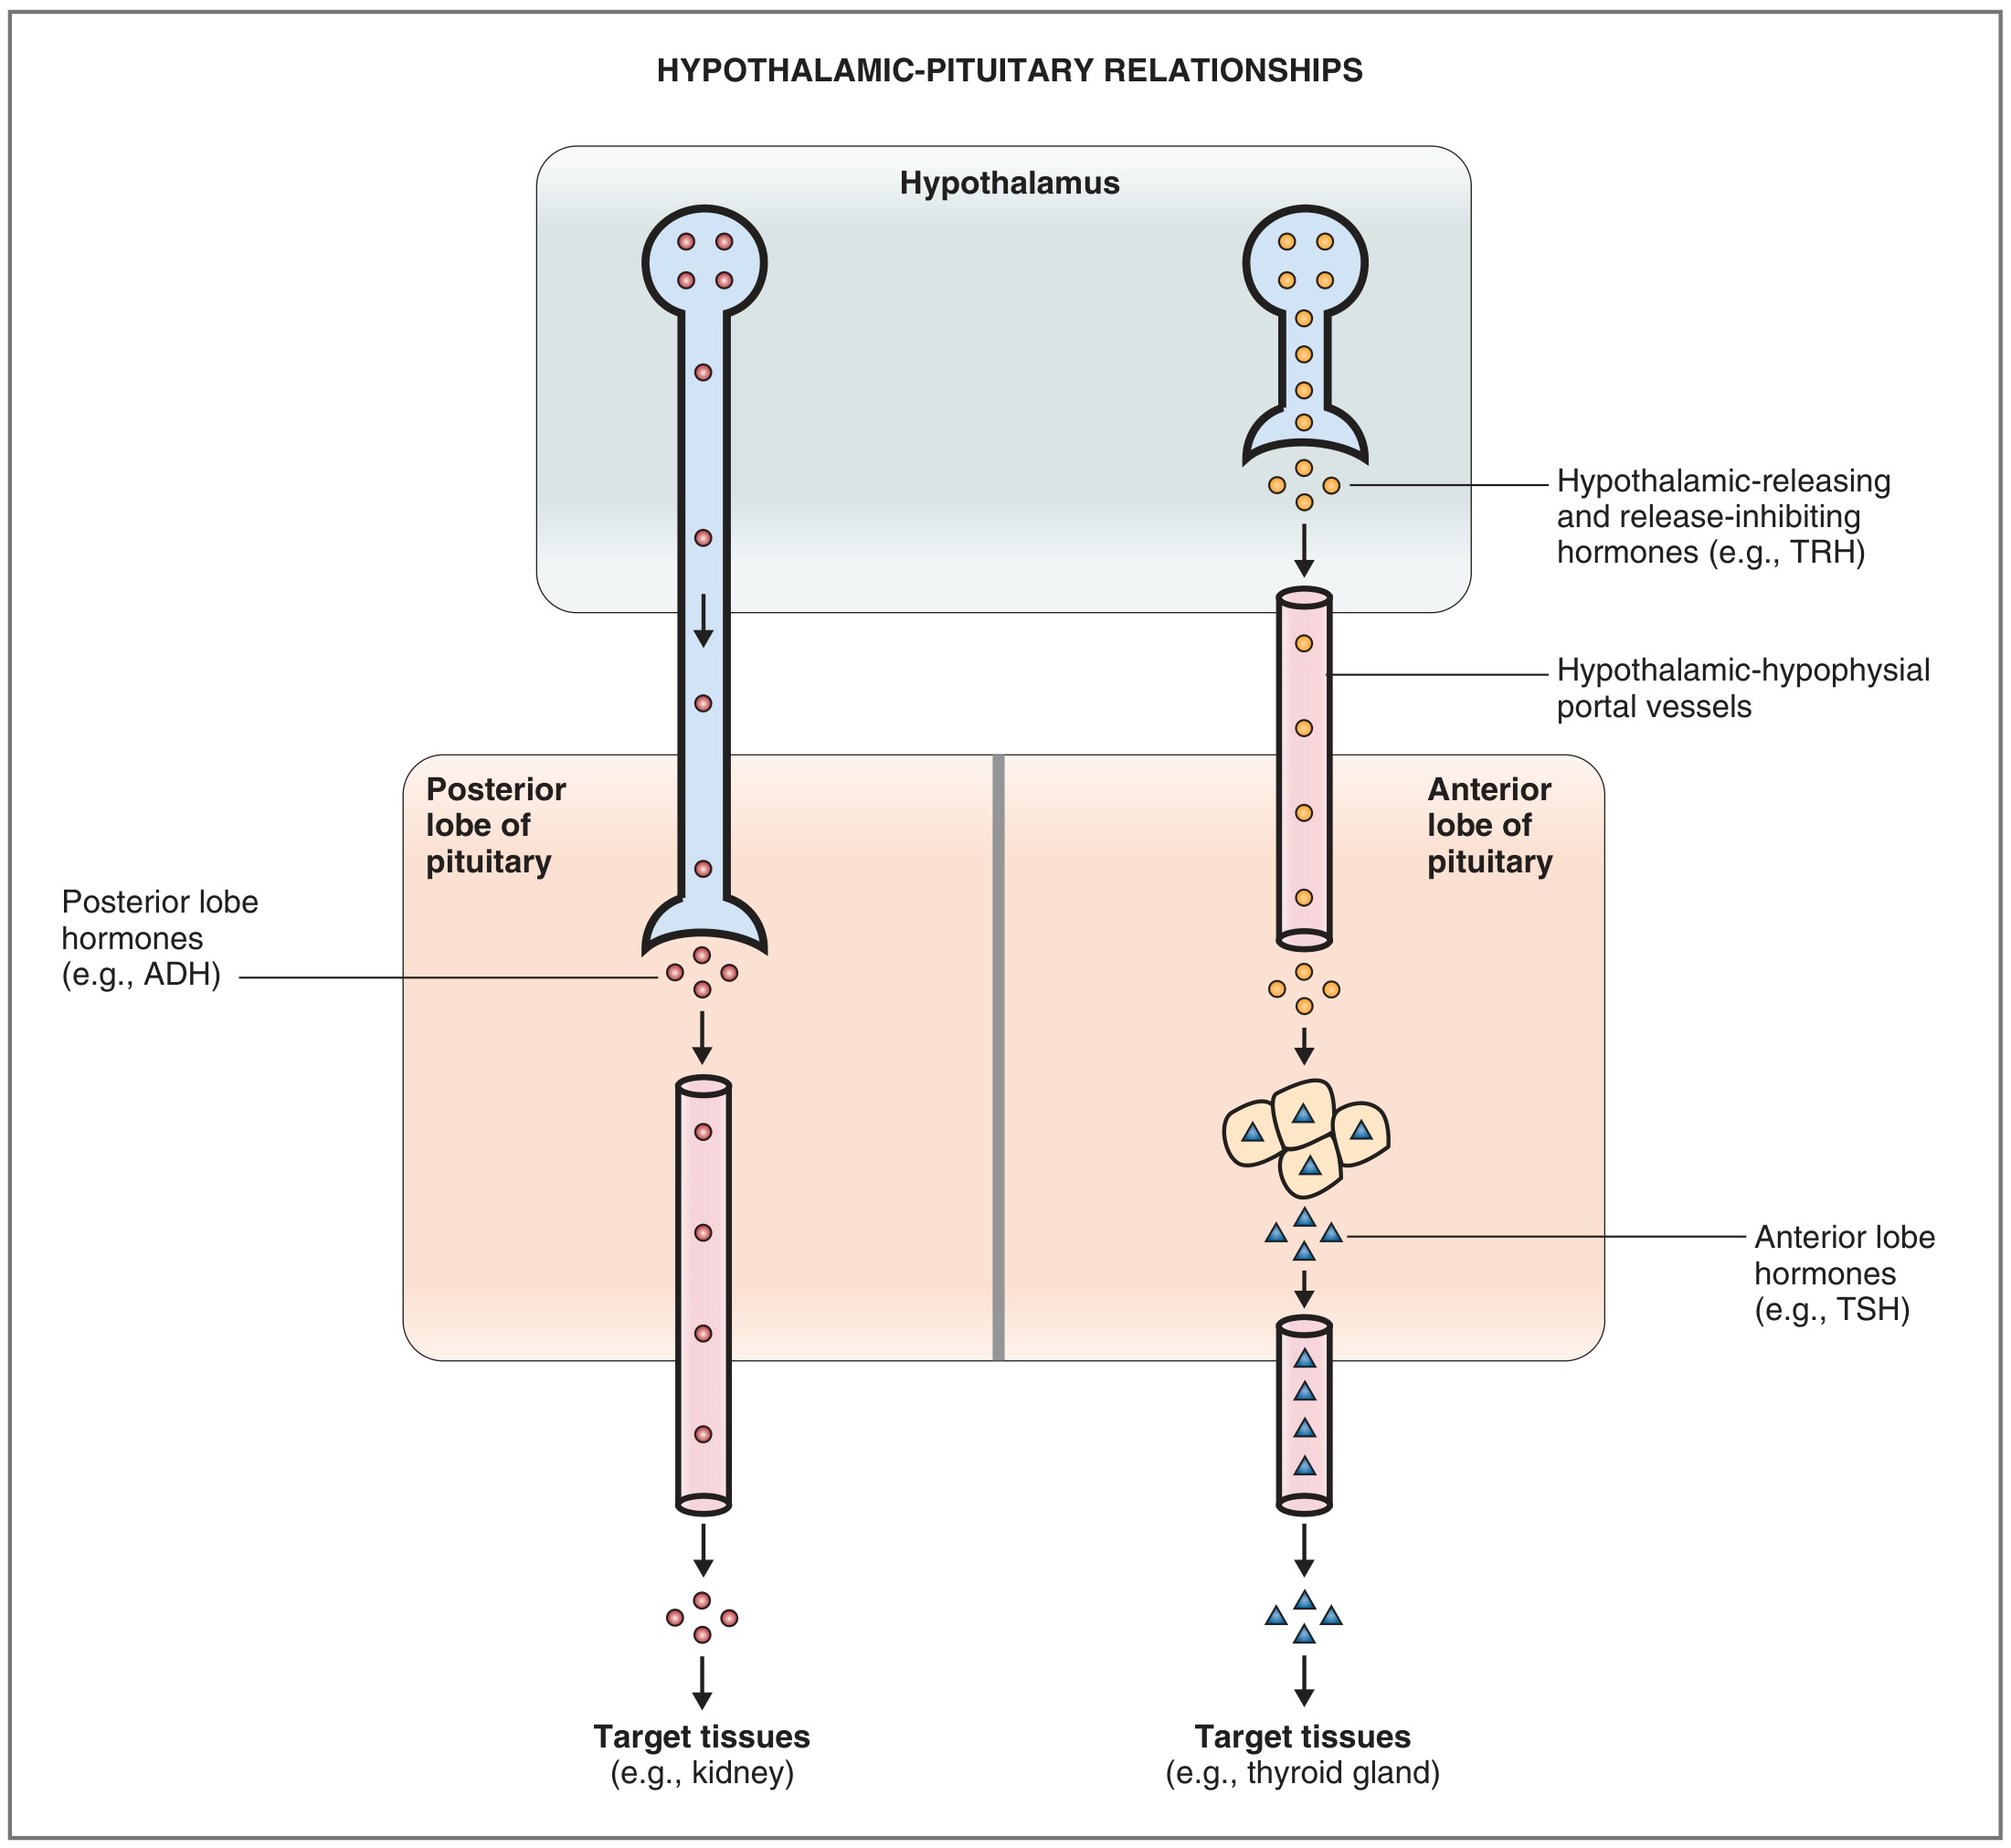 HYPOTHALAMIC-PITUITARY RELATIONSHIPS
Hypothalamus
Hypothalamic-releasing
and release-inhibiting
hormones (e.g., TRH)
Hypothalamic-hypophysial
portal vessels
Posterior
lobe of
pituitary
Anterior
lobe of
pituitary
Posterior lobe
hormones
(e.g., ADH)
Anterior lobe
hormones
(e.g., TSH)
Target tissues
(e.g., kidney)
Target tissues
(e.g., thyroid gland)